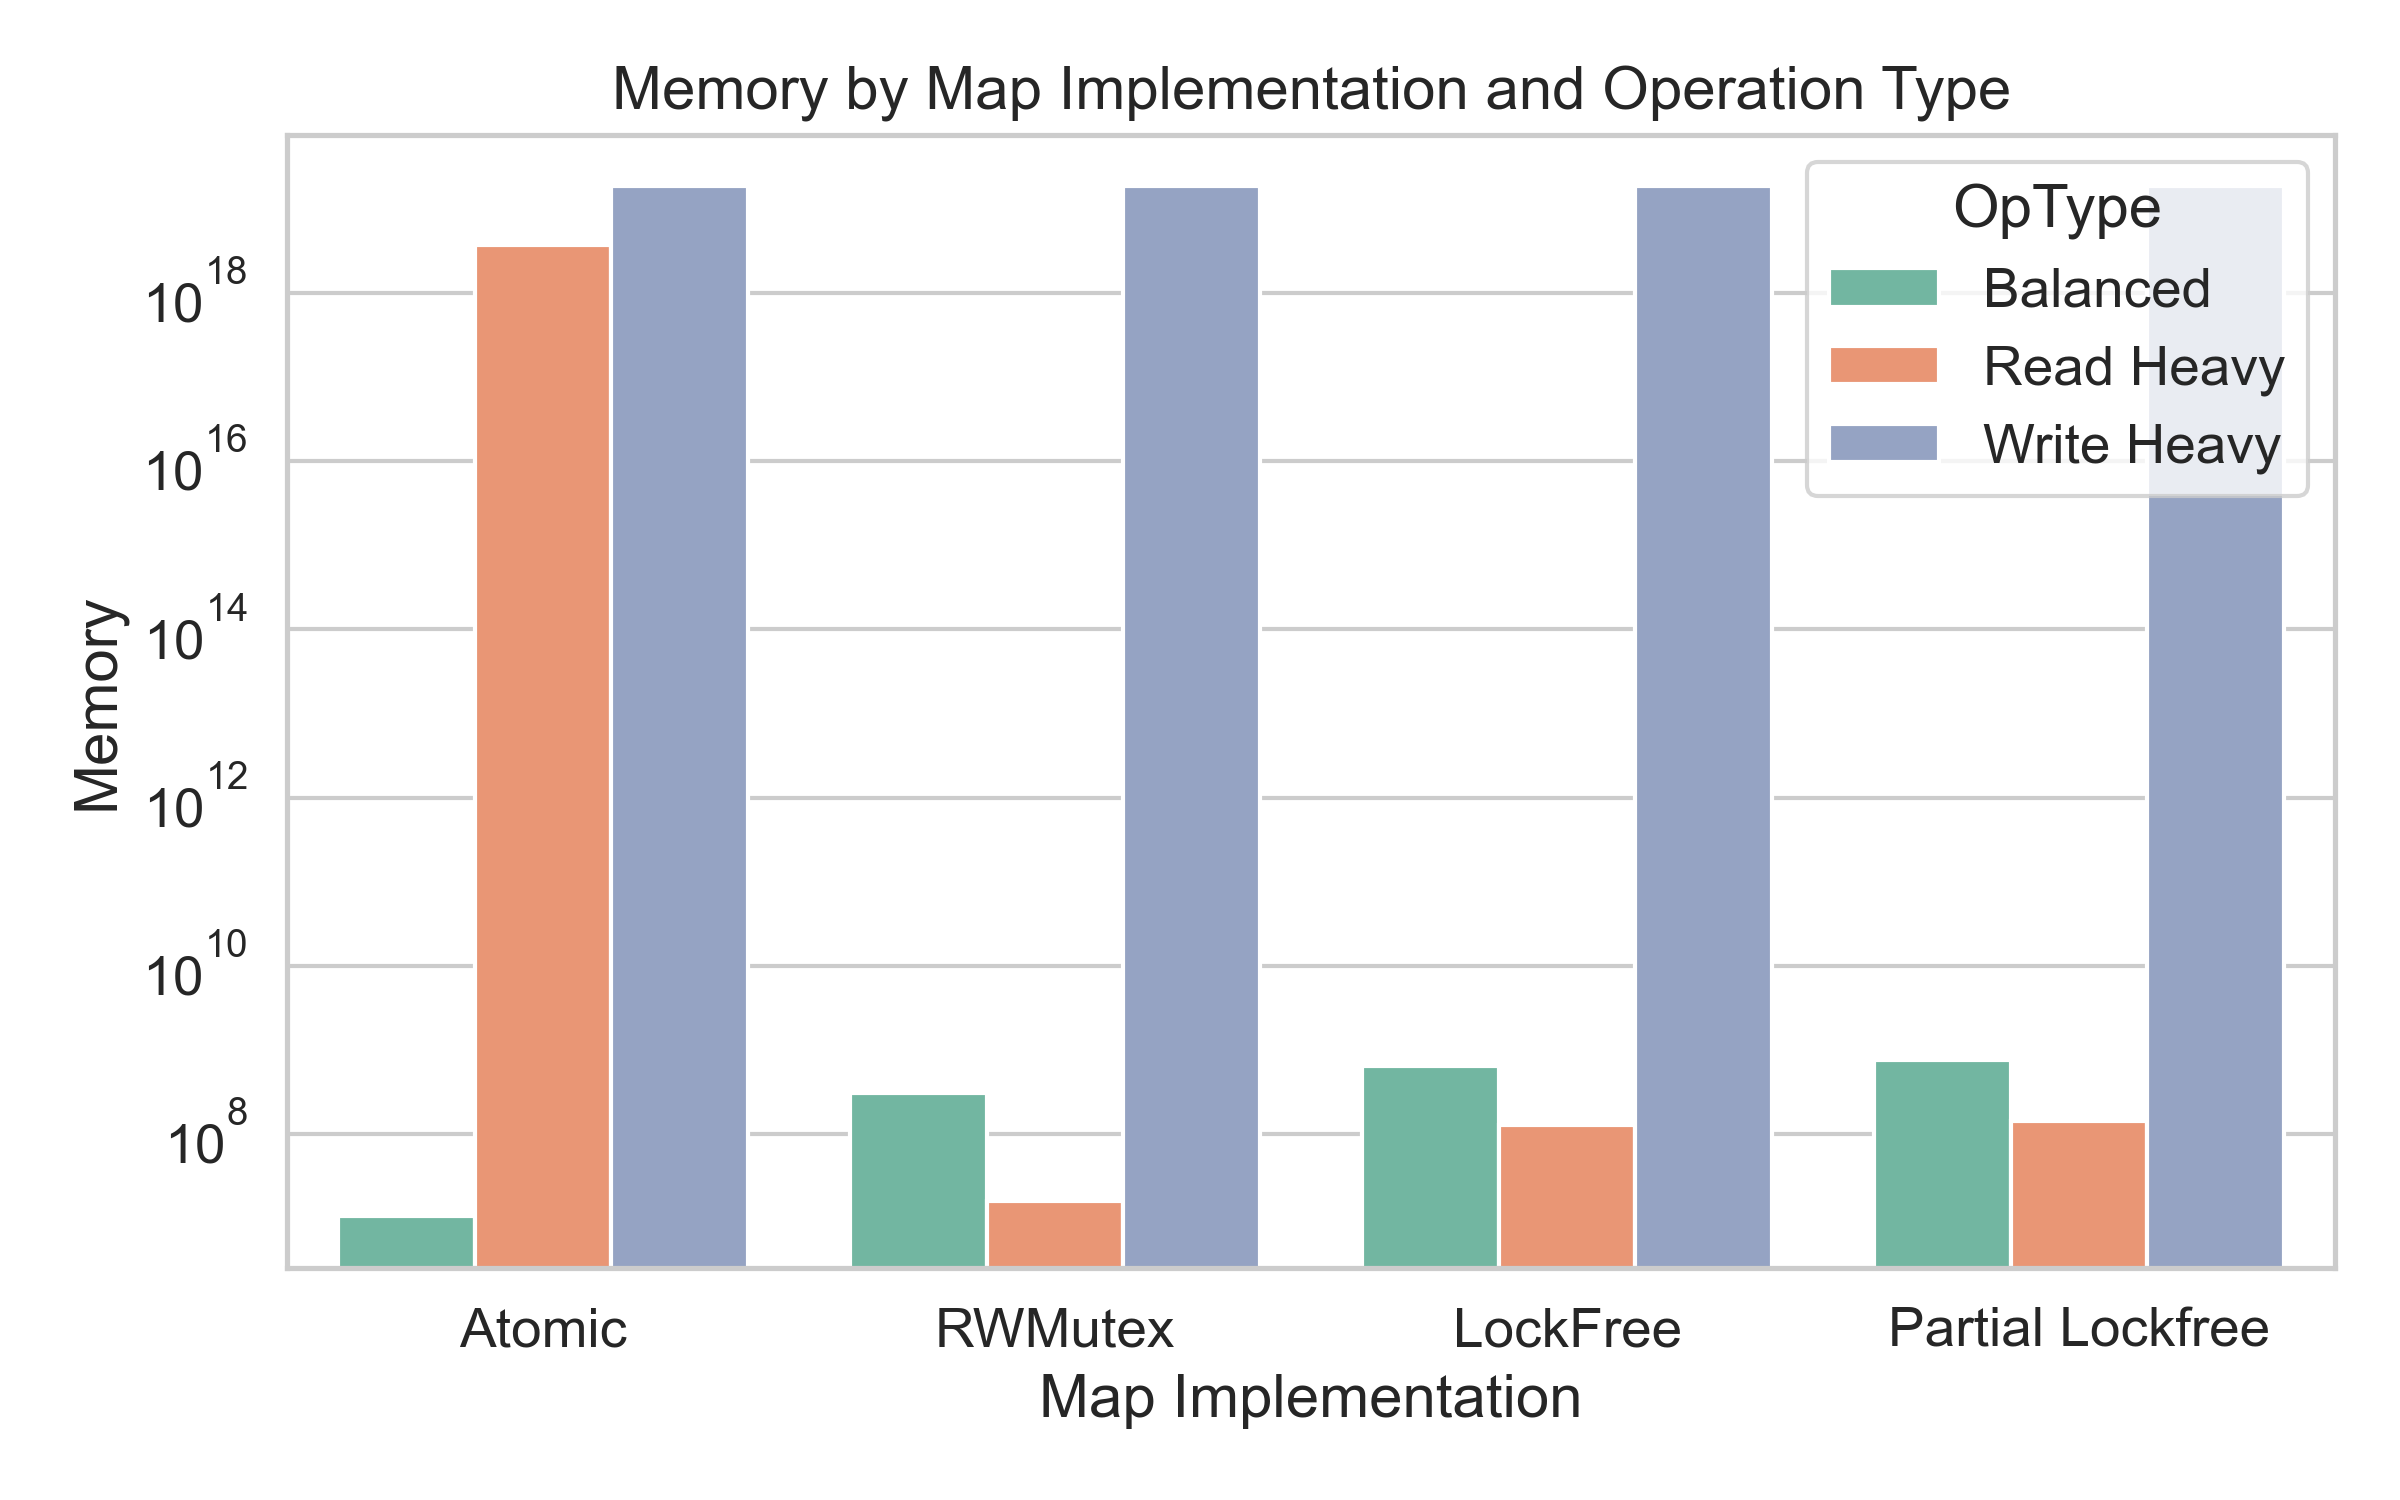 Memory by Map Implementation and Operation Type
OpType
Balanced
Read Heavy
Write Heavy
Memory
10^18
10^16
10^14
10^12
10^10
10^8
Atomic
RWMutex
LockFree
Partial Lockfree
Map Implementation